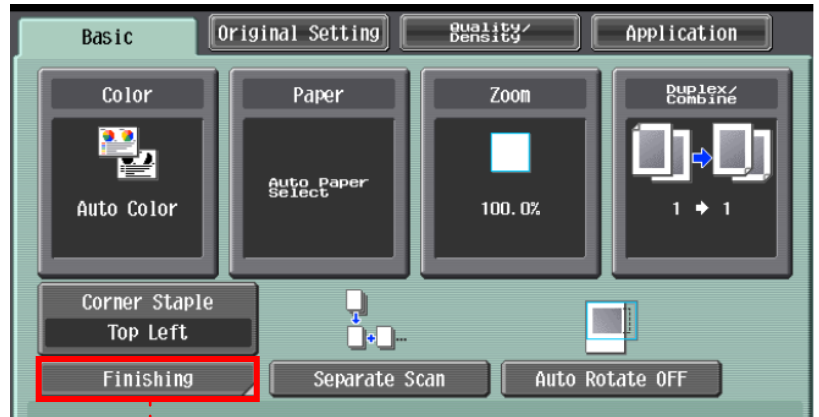 Basic
Original Setting
Quality/
Density
Application
Color
Paper
Zoom
Duplex/
Combine
Auto Color
Auto Paper
Select
100.0%
1 → 1
Corner Staple
Top Left
Finishing
Separate Scan
Auto Rotate OFF